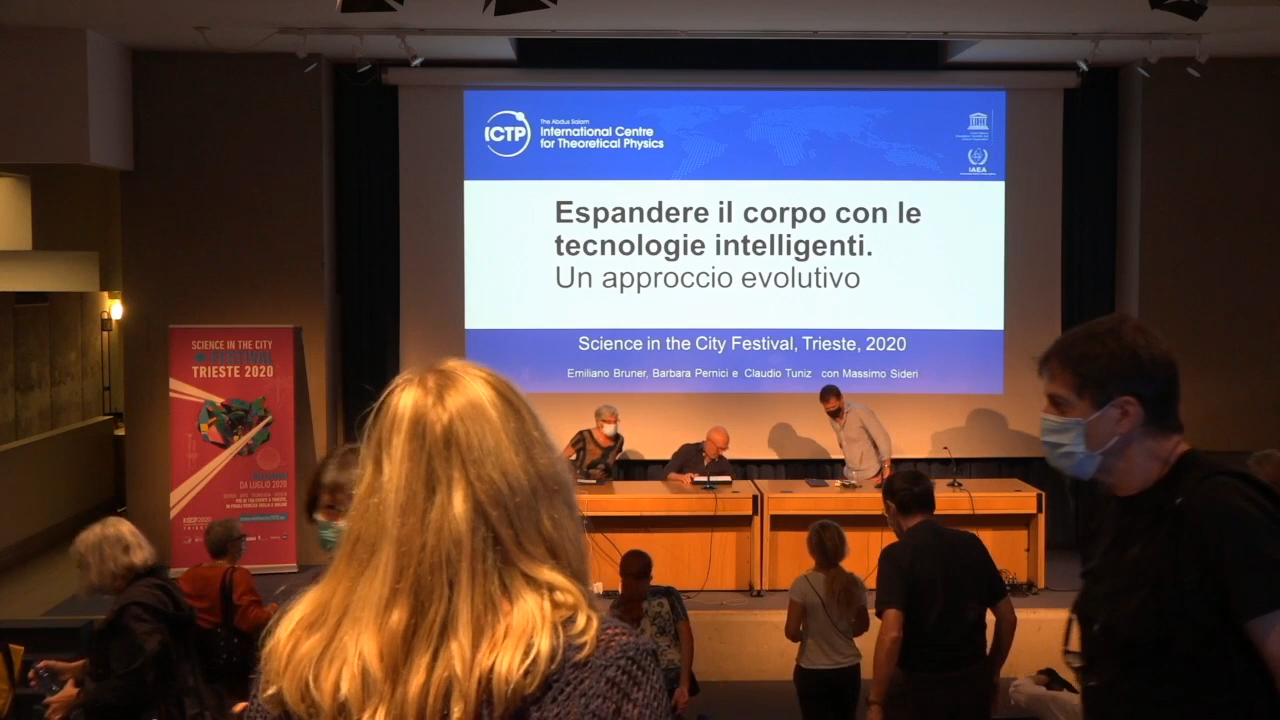 ICTP
The Abdus Salam
International Centre
for Theoretical Physics
IAEA
Espandere il corpo con le
tecnologie intelligenti.
Un approccio evolutivo
Science in the City Festival, Trieste, 2020
Emiliano Bruner, Barbara Pernici e Claudio Tuniz con Massimo Sideri
SCIENCE IN THE CITY
FESTIVAL
TRIESTE 2020
DA LUGLIO 2020